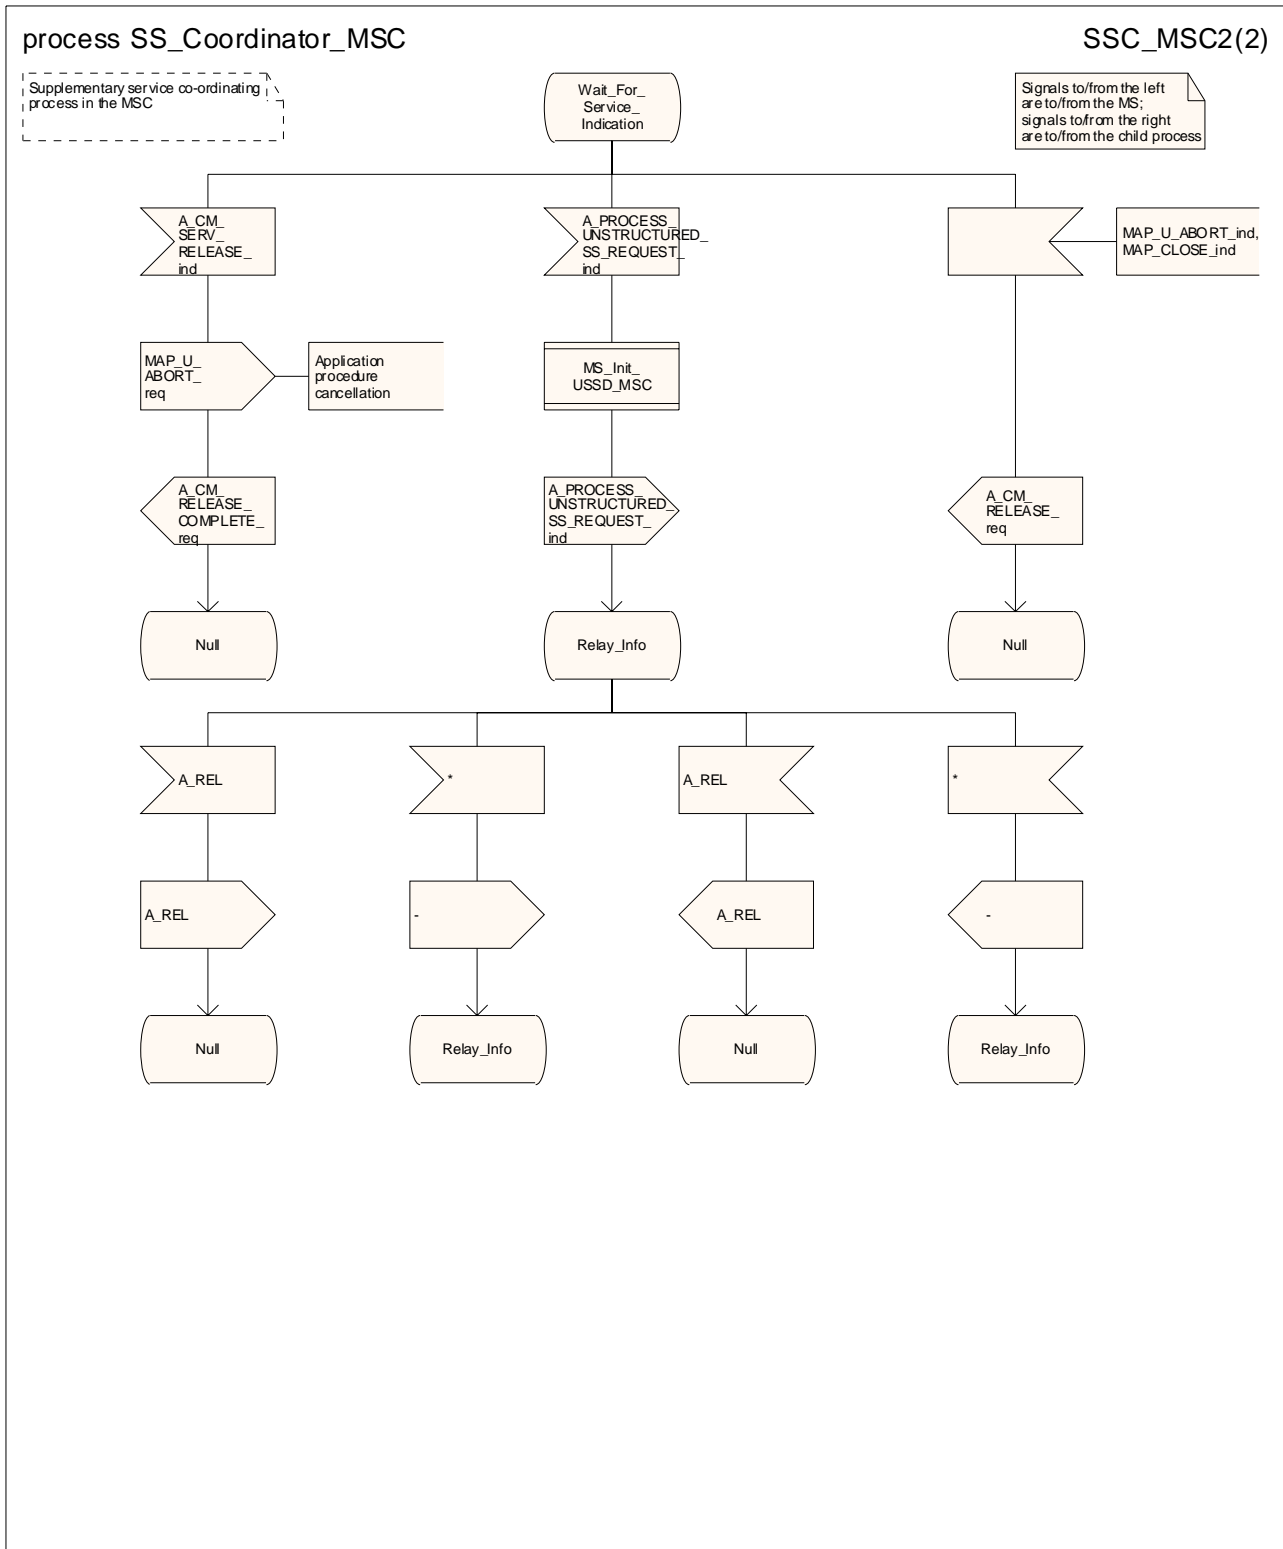 process SS_Coordinator_MSC
SSC_MSC2(2)
Supplementary service co-ordinating
process in the MSC
Wait_For_
Service_
Indication
Signals to/from the left
are to/from the MS;
signals to/from the right
are to/from the child process
A_CM_
SERV_
RELEASE_
ind
A_PROCESS_
UNSTRUCTURED_
SS_REQUEST_
ind
MAP_U_ABORT_ind,
MAP_CLOSE_ind
MAP_U_
ABORT_
req
Application
procedure
cancellation
MS_Init_
USSD_MSC
A_CM_
RELEASE_
COMPLETE_
req
A_PROCESS_
UNSTRUCTURED_
SS_REQUEST_
ind
A_CM_
RELEASE_
req
Null
Relay_Info
Null
A_REL
*
A_REL
*
A_REL
-
A_REL
-
Null
Relay_Info
Null
Relay_Info